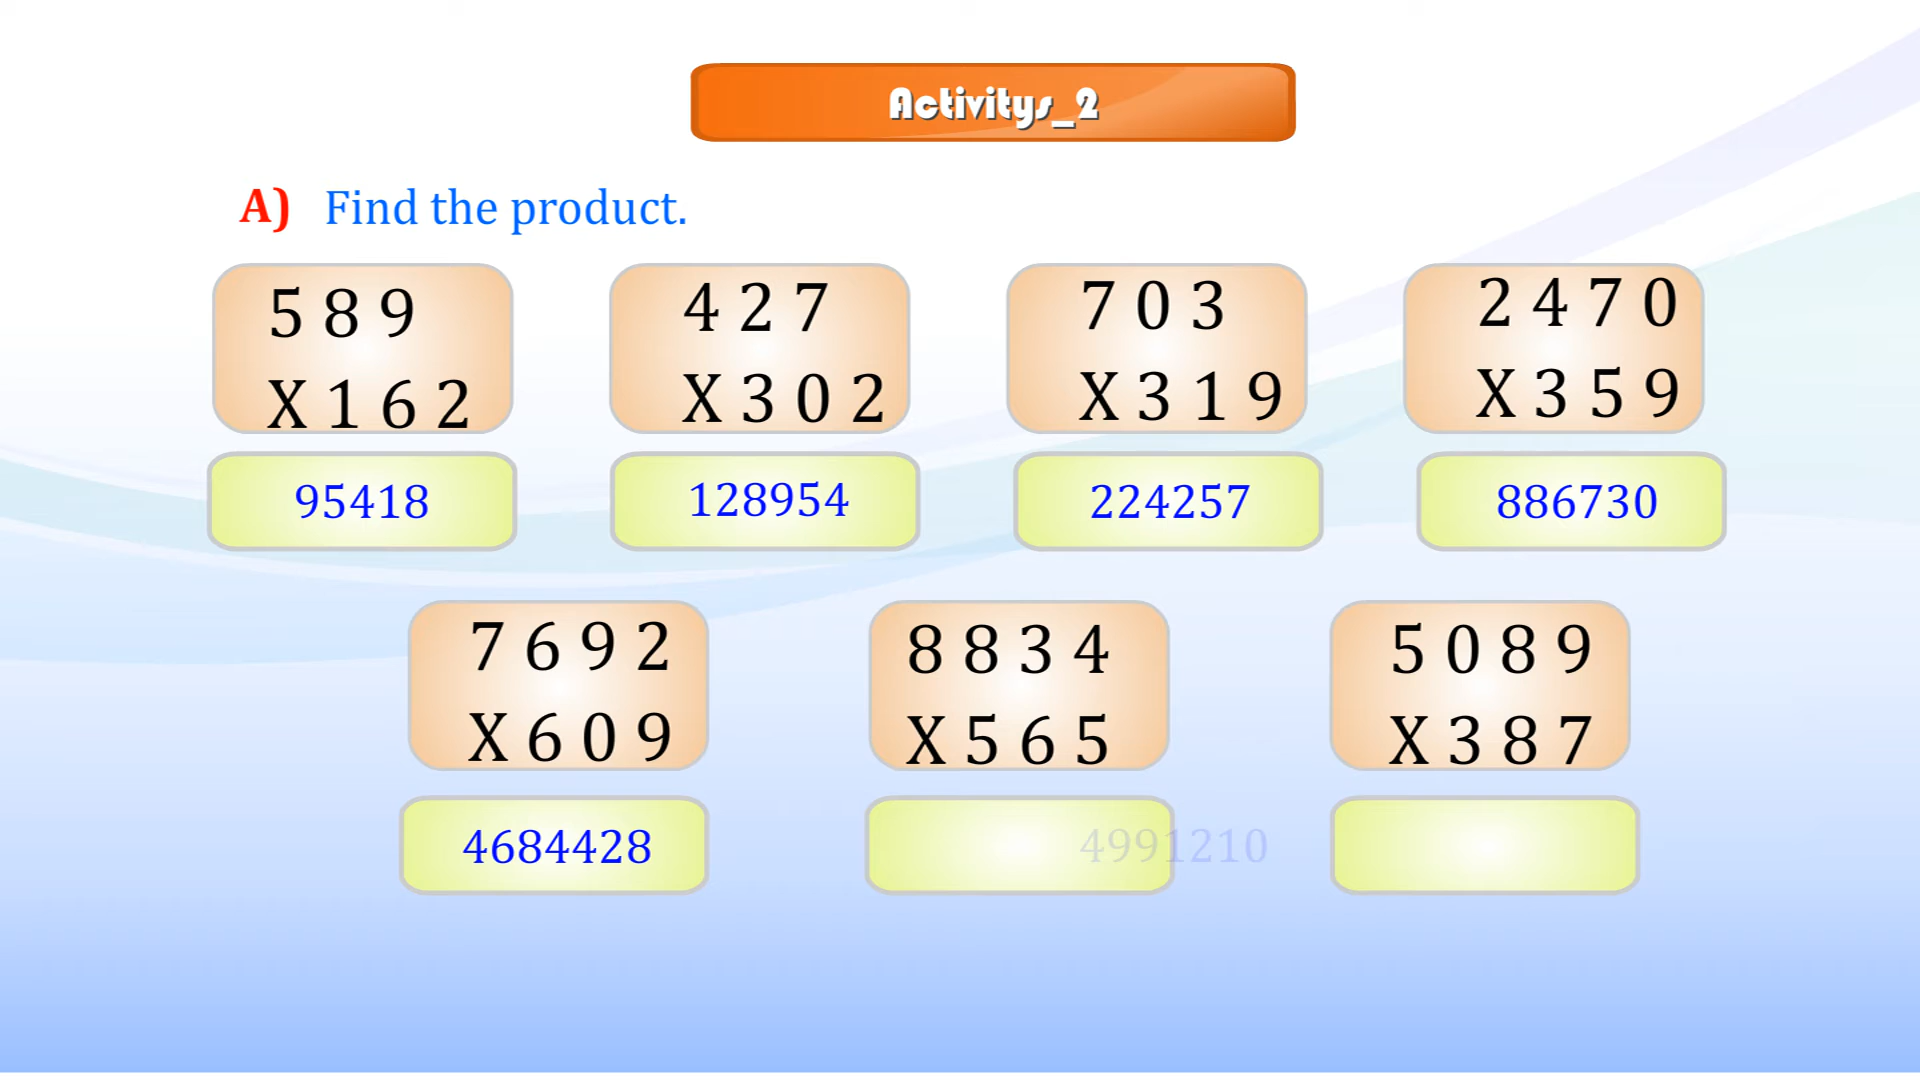 Activitys_2
A) Find the product.
5 8 9
X 1 6 2
4 2 7
X 3 0 2
7 0 3
X 3 1 9
2 4 7 0
X 3 5 9
95418
128954
224257
886730
7 6 9 2
X 6 0 9
8 8 3 4
X 5 6 5
5 0 8 9
X 3 8 7
4684428
4991210